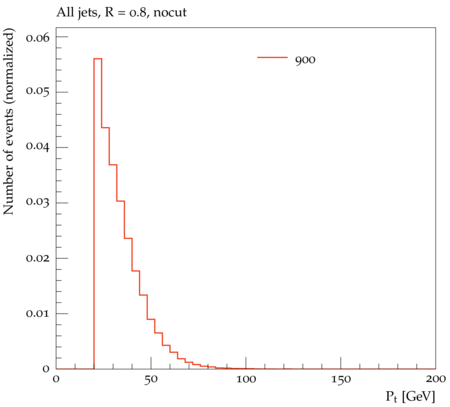 All jets, R = 0.8, nocut
Number of events (normalized)
0.06
0.05
0.04
0.03
0.02
0.01
0
900
0 50 100 150 200
Pt [GeV]